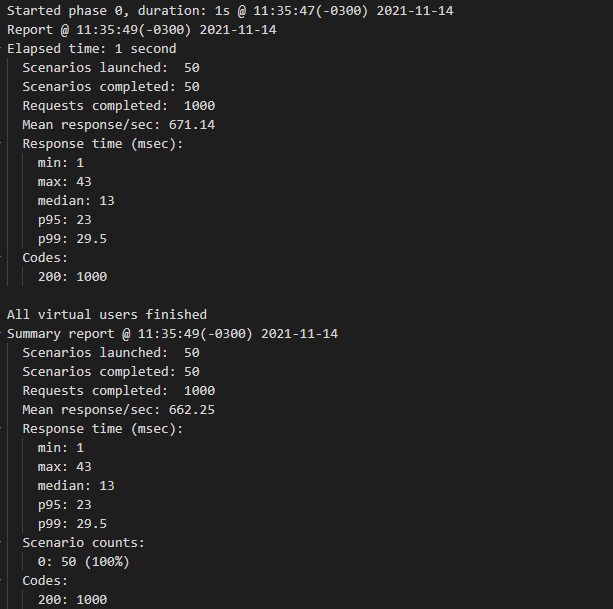 Started phase 0, duration: 1s @ 11:35:47(-0300) 2021-11-14
Report @ 11:35:49(-0300) 2021-11-14
Elapsed time: 1 second
Scenarios launched:  50
Scenarios completed: 50
Requests completed:  1000
Mean response/sec: 671.14
Response time (msec):
min: 1
max: 43
median: 13
p95: 23
p99: 29.5
Codes:
200: 1000
All virtual users finished
Summary report @ 11:35:49(-0300) 2021-11-14
Scenarios launched:  50
Scenarios completed: 50
Requests completed:  1000
Mean response/sec: 662.25
Response time (msec):
min: 1
max: 43
median: 13
p95: 23
p99: 29.5
Scenario counts:
0: 50 (100%)
Codes:
200: 1000